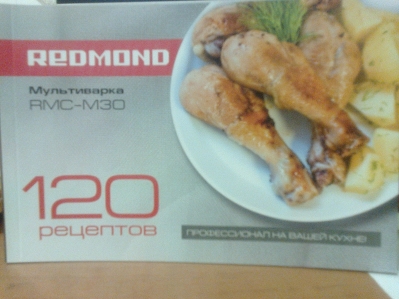 REDMOND
Мультиварка
RMC-M30
120
рецептов
ПРОФЕССИОНАЛ НА ВАШЕЙ КУХНЕ!